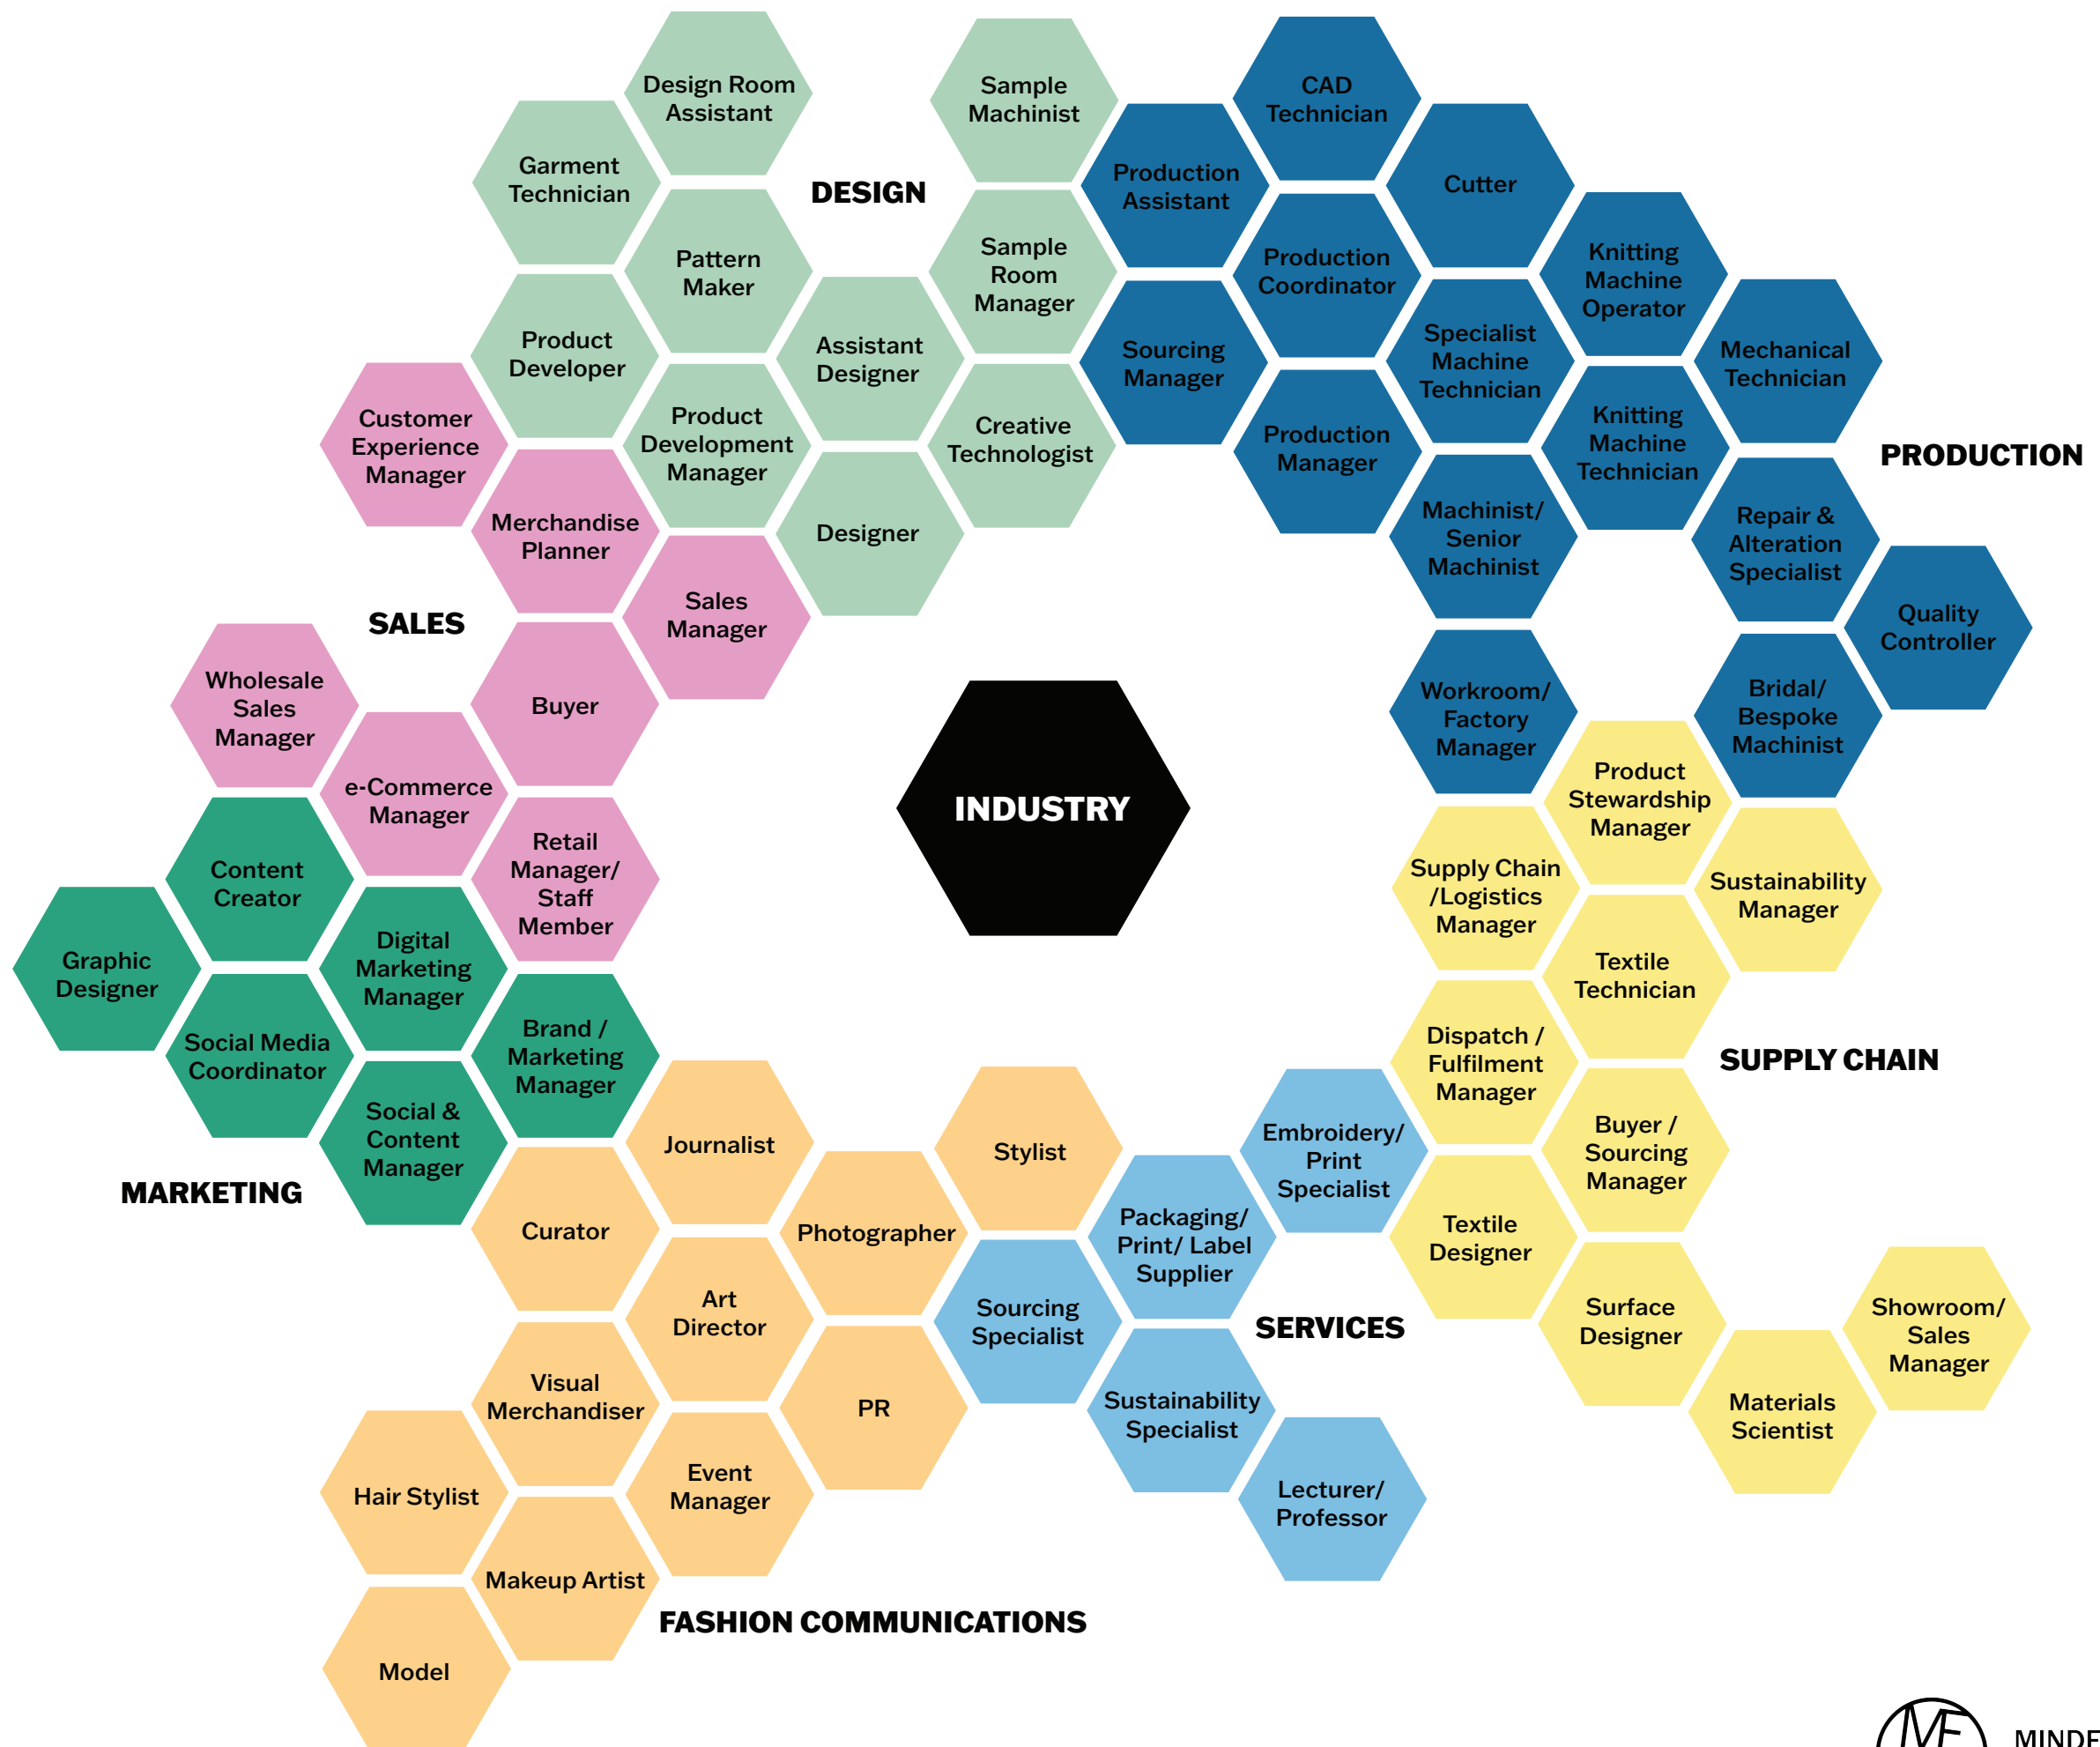 Design Room
Assistant
Garment
Technician
DESIGN
Pattern
Maker
Sample
Machinist
Sample
Room
Manager
Product
Developer
Assistant
Designer
Product
Development
Manager
Creative
Technologist
Designer
CAD
Technician
Production
Assistant
Cutter
Production
Coordinator
Knitting
Machine
Operator
Sourcing
Manager
Specialist
Machine
Technician
Mechanical
Technician
Production
Manager
Knitting
Machine
Technician
PRODUCTION
Machinist/
Senior
Machinist
Repair &
Alteration
Specialist
Quality
Controller
Workroom/
Factory
Manager
Bridal/
Bespoke
Machinist
Customer
Experience
Manager
Merchandise
Planner
Sales
Manager
SALES
Wholesale
Sales
Manager
Buyer
e-Commerce
Manager
Retail
Manager/
Staff
Member
INDUSTRY
Product
Stewardship
Manager
Supply Chain
/Logistics
Manager
Sustainability
Manager
Textile
Technician
Dispatch /
Fulfilment
Manager
SUPPLY CHAIN
Buyer /
Sourcing
Manager
Textile
Designer
Surface
Designer
Showroom/
Sales
Manager
Materials
Scientist
Content
Creator
Graphic
Designer
Digital
Marketing
Manager
Social Media
Coordinator
Brand /
Marketing
Manager
Social &
Content
Manager
MARKETING
Journalist
Stylist
Curator
Photographer
Art
Director
Visual
Merchandiser
PR
Hair Stylist
Event
Manager
Makeup Artist
FASHION COMMUNICATIONS
Model
Embroidery/
Print
Specialist
Packaging/
Print/ Label
Supplier
Sourcing
Specialist
SERVICES
Sustainability
Specialist
Lecturer/
Professor